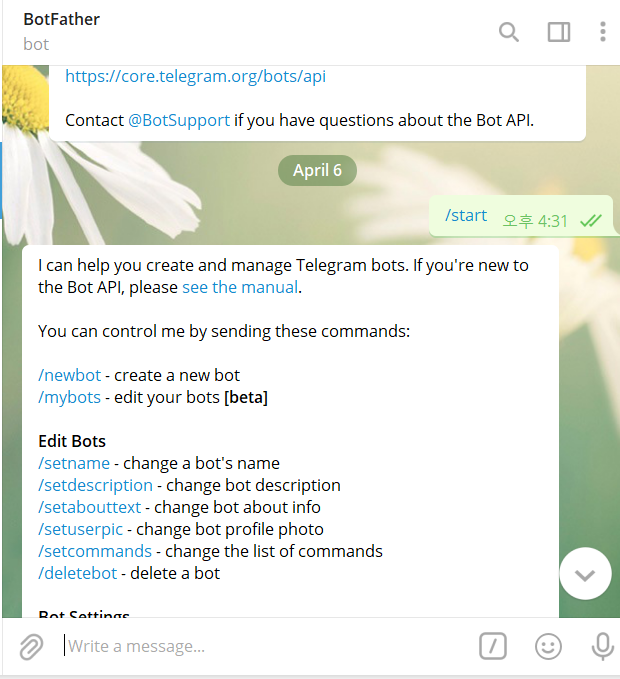 BotFather
bot
https://core.telegram.org/bots/api
Contact @BotSupport if you have questions about the Bot API.
April 6
/start 오후 4:31
I can help you create and manage Telegram bots. If you're new to
the Bot API, please see the manual.
You can control me by sending these commands:
/newbot - create a new bot
/mybots - edit your bots [beta]
Edit Bots
/setname - change a bot's name
/setdescription - change bot description
/setabouttext - change bot about info
/setuserpic - change bot profile photo
/setcommands - change the list of commands
/deletebot - delete a bot
Bot Settings
Write a message...